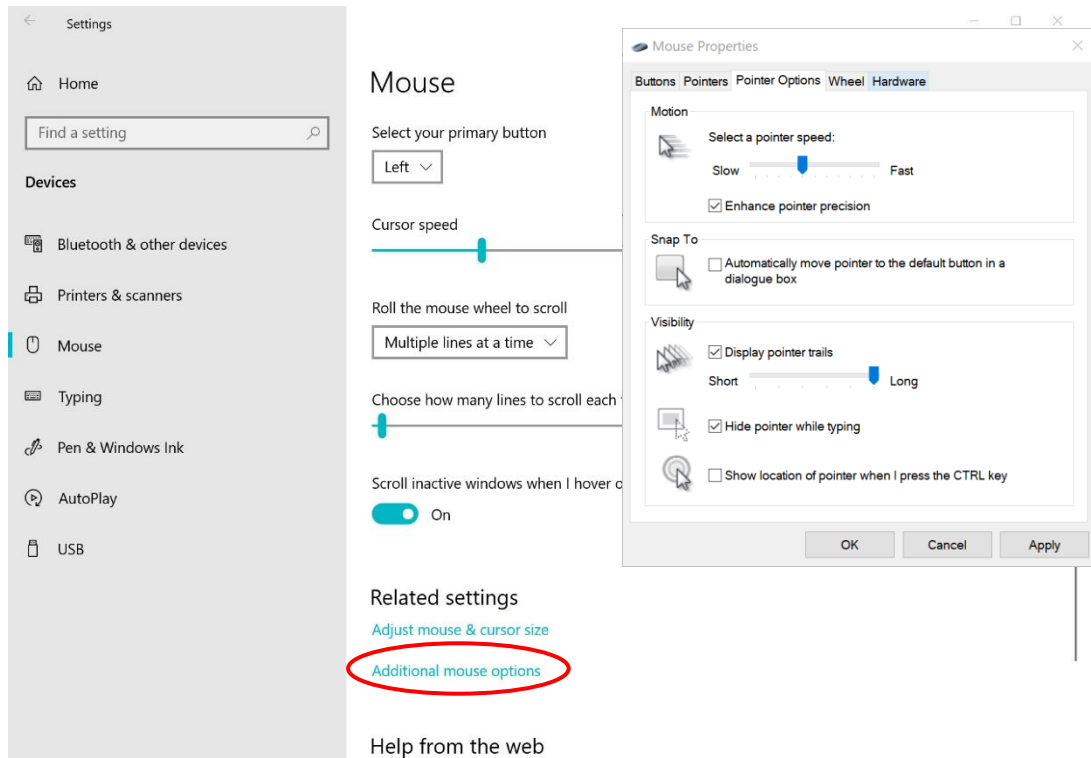 Settings
Home
Find a setting
Devices
Bluetooth & other devices
Printers & scanners
Mouse
Typing
Pen & Windows Ink
AutoPlay
USB
Mouse
Select your primary button
Left
Cursor speed
Roll the mouse wheel to scroll
Multiple lines at a time
Choose how many lines to scroll each
Scroll inactive windows when I hover
On
Related settings
Adjust mouse & cursor size
Additional mouse options
Help from the web
Mouse Properties
Buttons Pointers Pointer Options Wheel Hardware
Motion
Select a pointer speed:
Slow Fast
Enhance pointer precision
Snap To
Automatically move pointer to the default button in a
dialogue box
Visibility
Display pointer trails
Short Long
Hide pointer while typing
Show location of pointer when I press the CTRL key
OK Cancel Apply